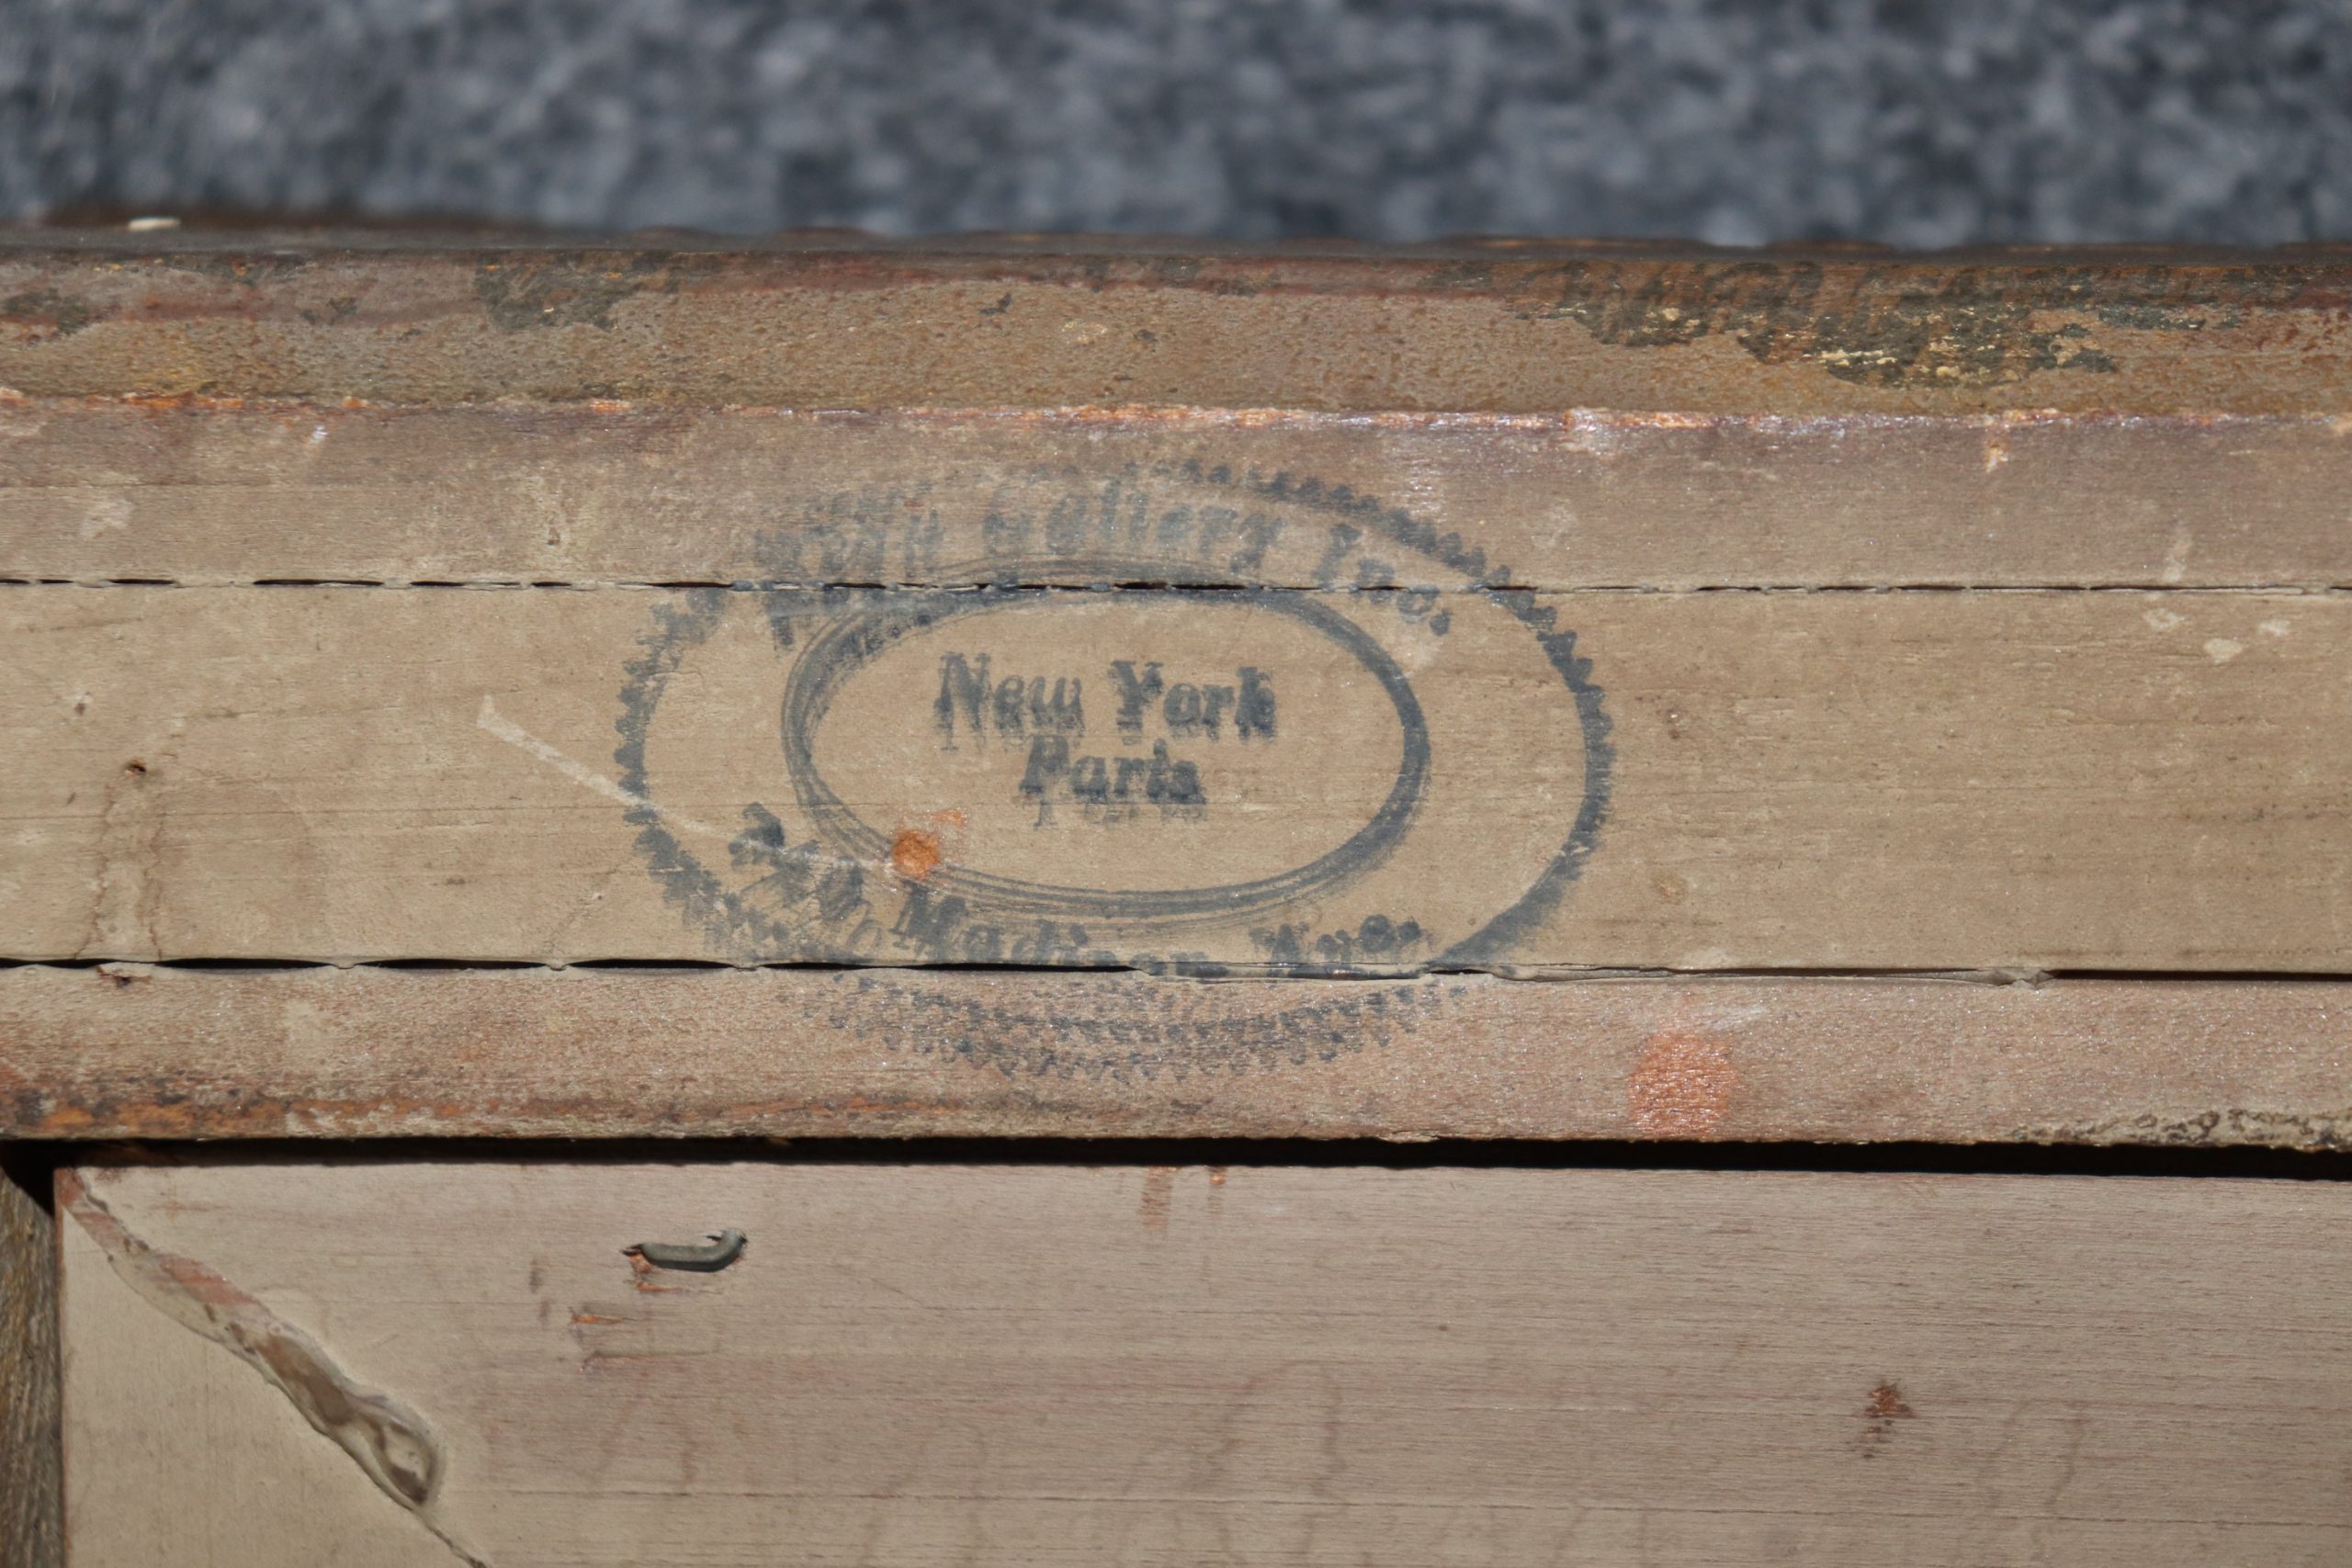 Gallery Inc.
New York
Paris
Madison Ave.